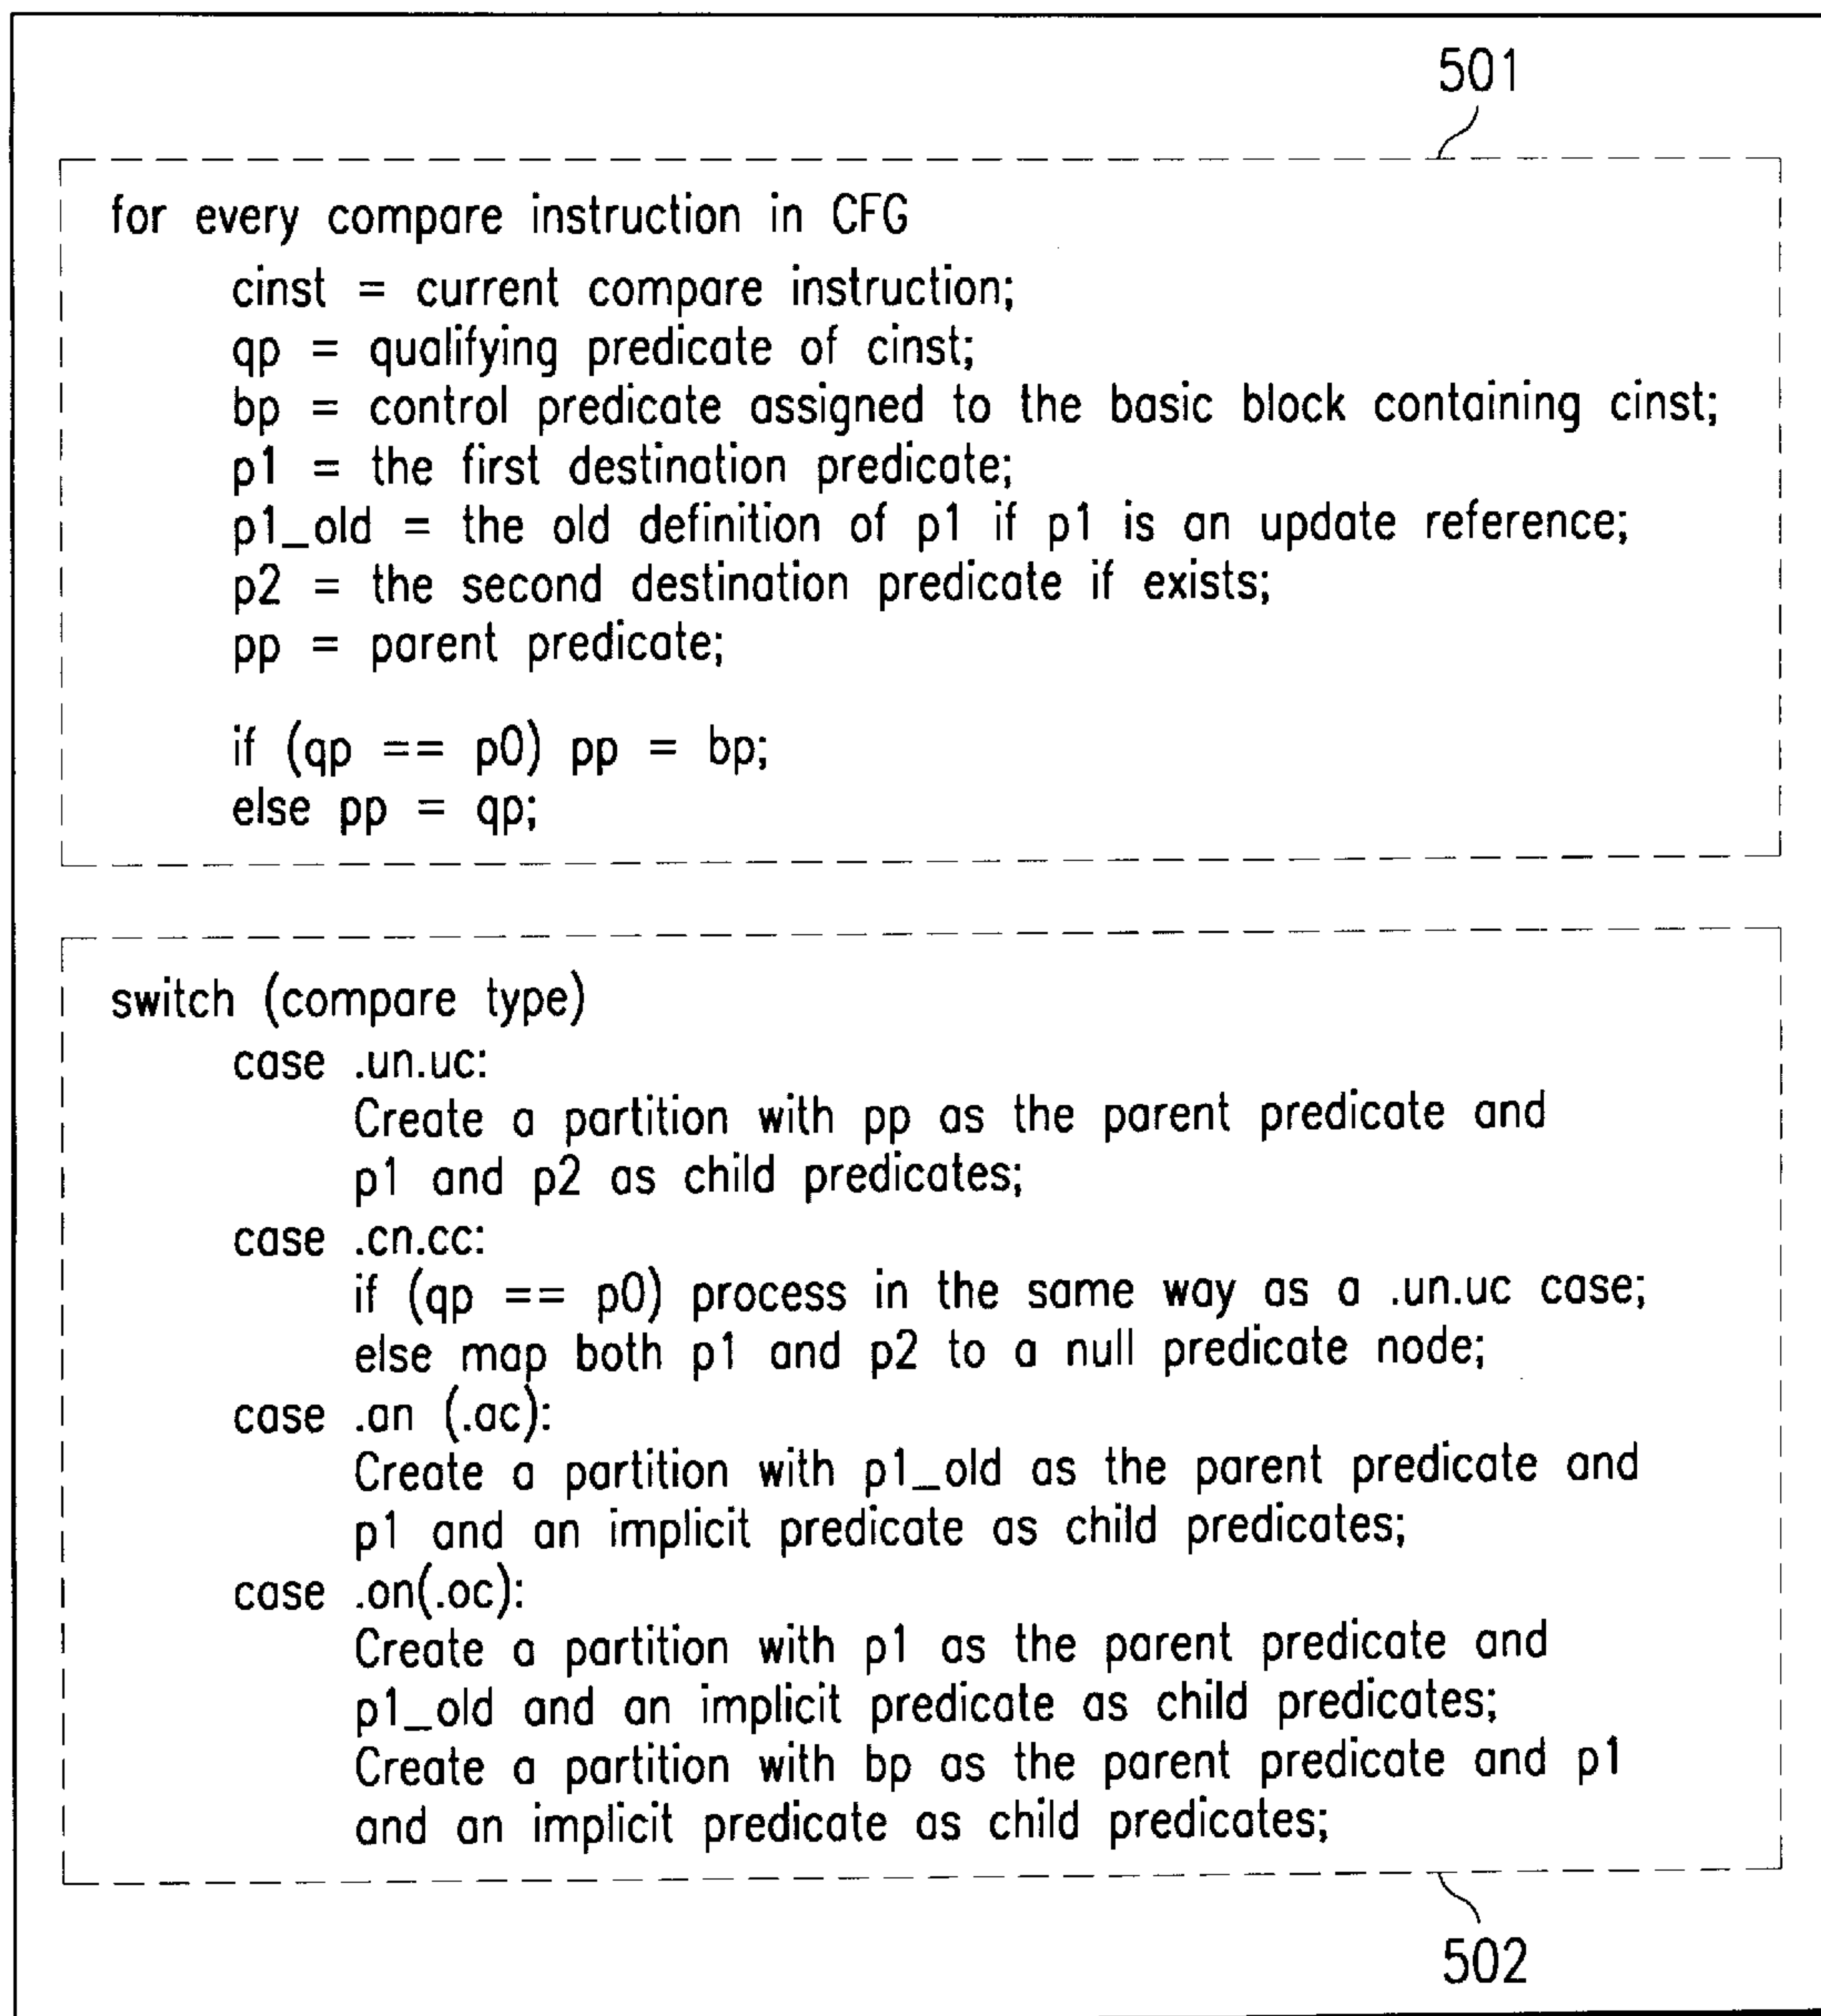 501
for every compare instruction in CFG
cinst = current compare instruction;
qp = qualifying predicate of cinst;
bp = control predicate assigned to the basic block containing cinst;
p1 = the first destination predicate;
p1_old = the old definition of p1 if p1 is an update reference;
p2 = the second destination predicate if exists;
pp = parent predicate;
if (qp == p0) pp = bp;
else pp = qp;
switch (compare type)
case .un.uc:
Create a partition with pp as the parent predicate and
p1 and p2 as child predicates;
case .cn.cc:
if (qp == p0) process in the same way as a .un.uc case;
else map both p1 and p2 to a null predicate node;
case .an (.ac):
Create a partition with p1_old as the parent predicate and
p1 and an implicit predicate as child predicates;
case .on(.oc):
Create a partition with p1 as the parent predicate and
p1_old and an implicit predicate as child predicates;
Create a partition with bp as the parent predicate and p1
and an implicit predicate as child predicates;
502